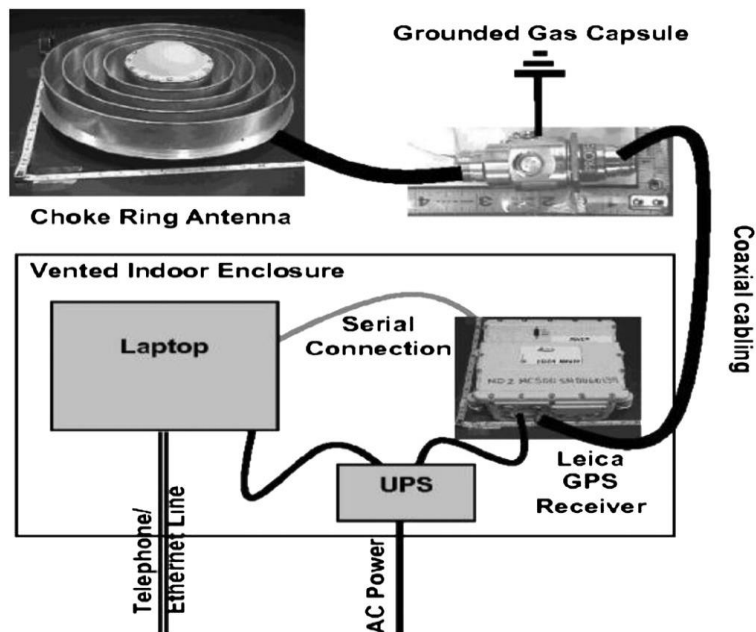 Grounded Gas Capsule
Choke Ring Antenna
Coaxial cabling
Vented Indoor Enclosure
Laptop
Serial
Connection
Leica
GPS
Receiver
UPS
Telephone/
Ethernet Line
AC Power